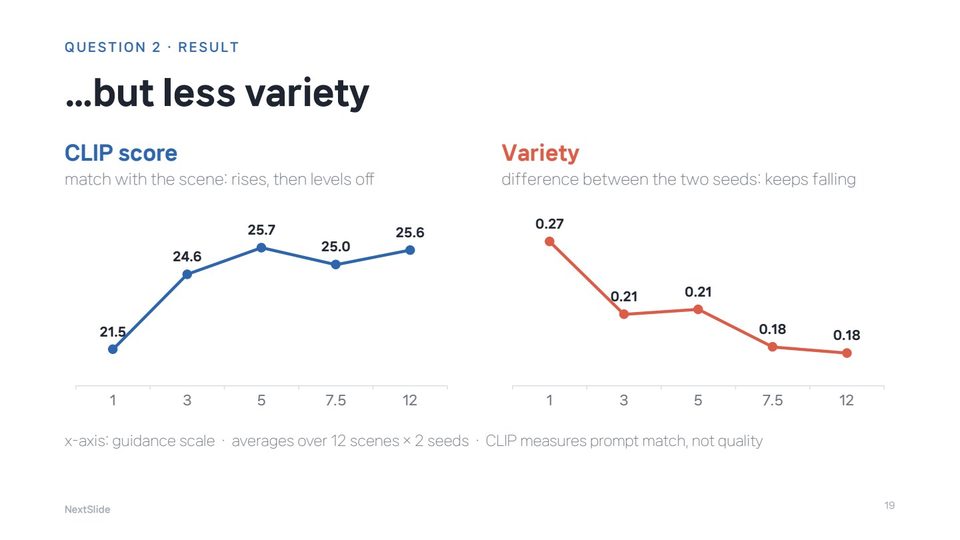 QUESTION 2 · RESULT
...but less variety
CLIP score
match with the scene: rises, then levels off
21.5
24.6
25.7
25.0
25.6
1
3
5
7.5
12
Variety
difference between the two seeds: keeps falling
0.27
0.21
0.21
0.18
0.18
1
3
5
7.5
12
x-axis: guidance scale · averages over 12 scenes × 2 seeds · CLIP measures prompt match, not quality
NextSlide
19